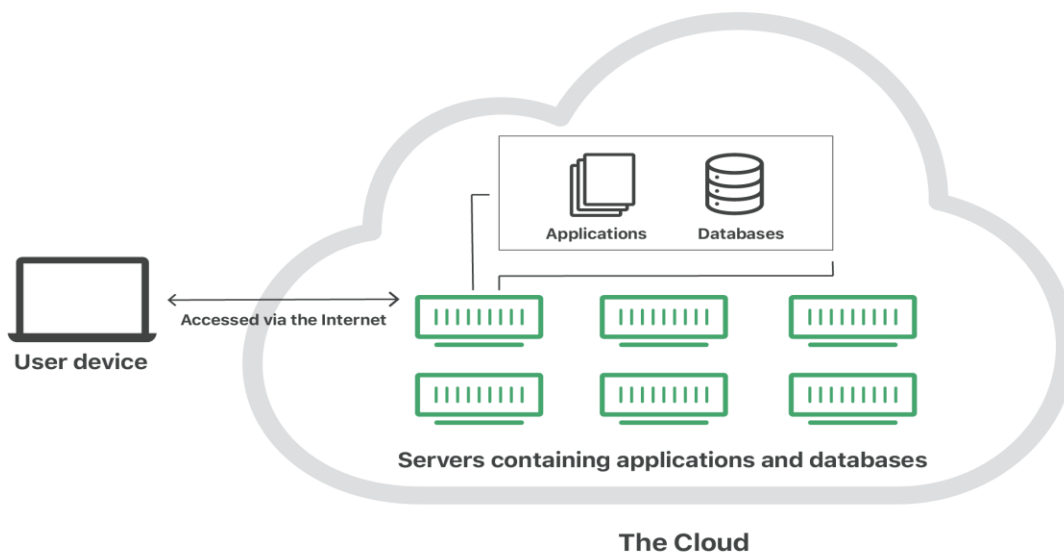 Applications
Databases
Accessed via the Internet
User device
Servers containing applications and databases
The Cloud